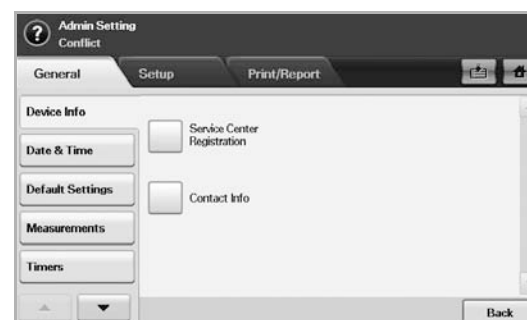 ?
Admin Setting
Conflict
General
Setup
Print/Report
Device Info
Date & Time
Default Settings
Measurements
Timers
Service Center
Registration
Contact Info
Back